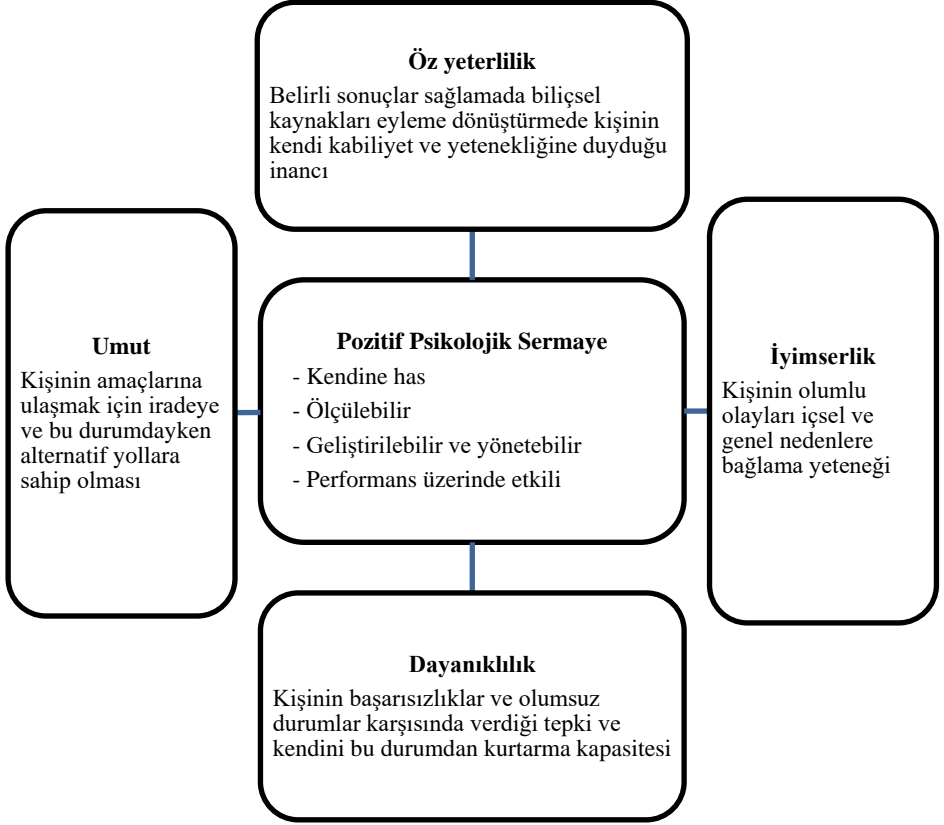 Öz yeterlilik
Belirli sonuçlar sağlamada biliçsel
kaynakları eyleme dönüştürmede kişinin
kendi kabiliyet ve yetenekliğine duyduğu
inancı
Umut
Kişinin amaçlarına
ulaşmak için iradeye
ve bu durumdayken
alternatif yollara
sahip olması
Pozitif Psikolojik Sermaye
- Kendine has
- Ölçülebilir
- Geliştirilebilir ve yönetebilir
- Performans üzerinde etkili
İyimserlik
Kişinin olumlu
olayları içsel ve
genel nedenlere
bağlama yeteneği
Dayanıklılık
Kişinin başarısızlıklar ve olumsuz
durumlar karşısında verdiği tepki ve
kendini bu durumdan kurtarma kapasitesi